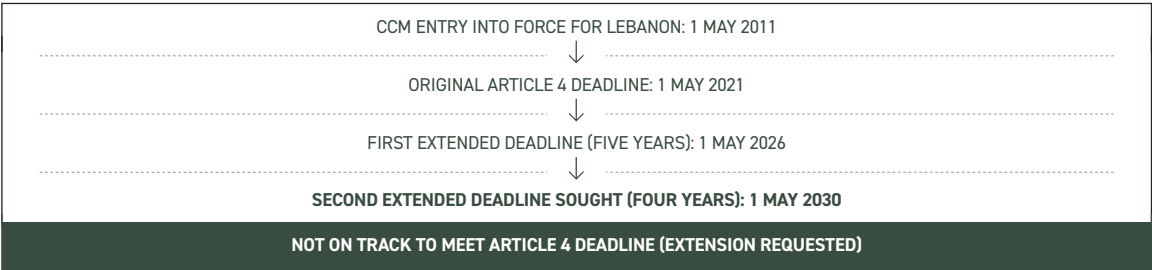 CCM ENTRY INTO FORCE FOR LEBANON: 1 MAY 2011
ORIGINAL ARTICLE 4 DEADLINE: 1 MAY 2021
FIRST EXTENDED DEADLINE (FIVE YEARS): 1 MAY 2026
SECOND EXTENDED DEADLINE SOUGHT (FOUR YEARS): 1 MAY 2030
NOT ON TRACK TO MEET ARTICLE 4 DEADLINE (EXTENSION REQUESTED)